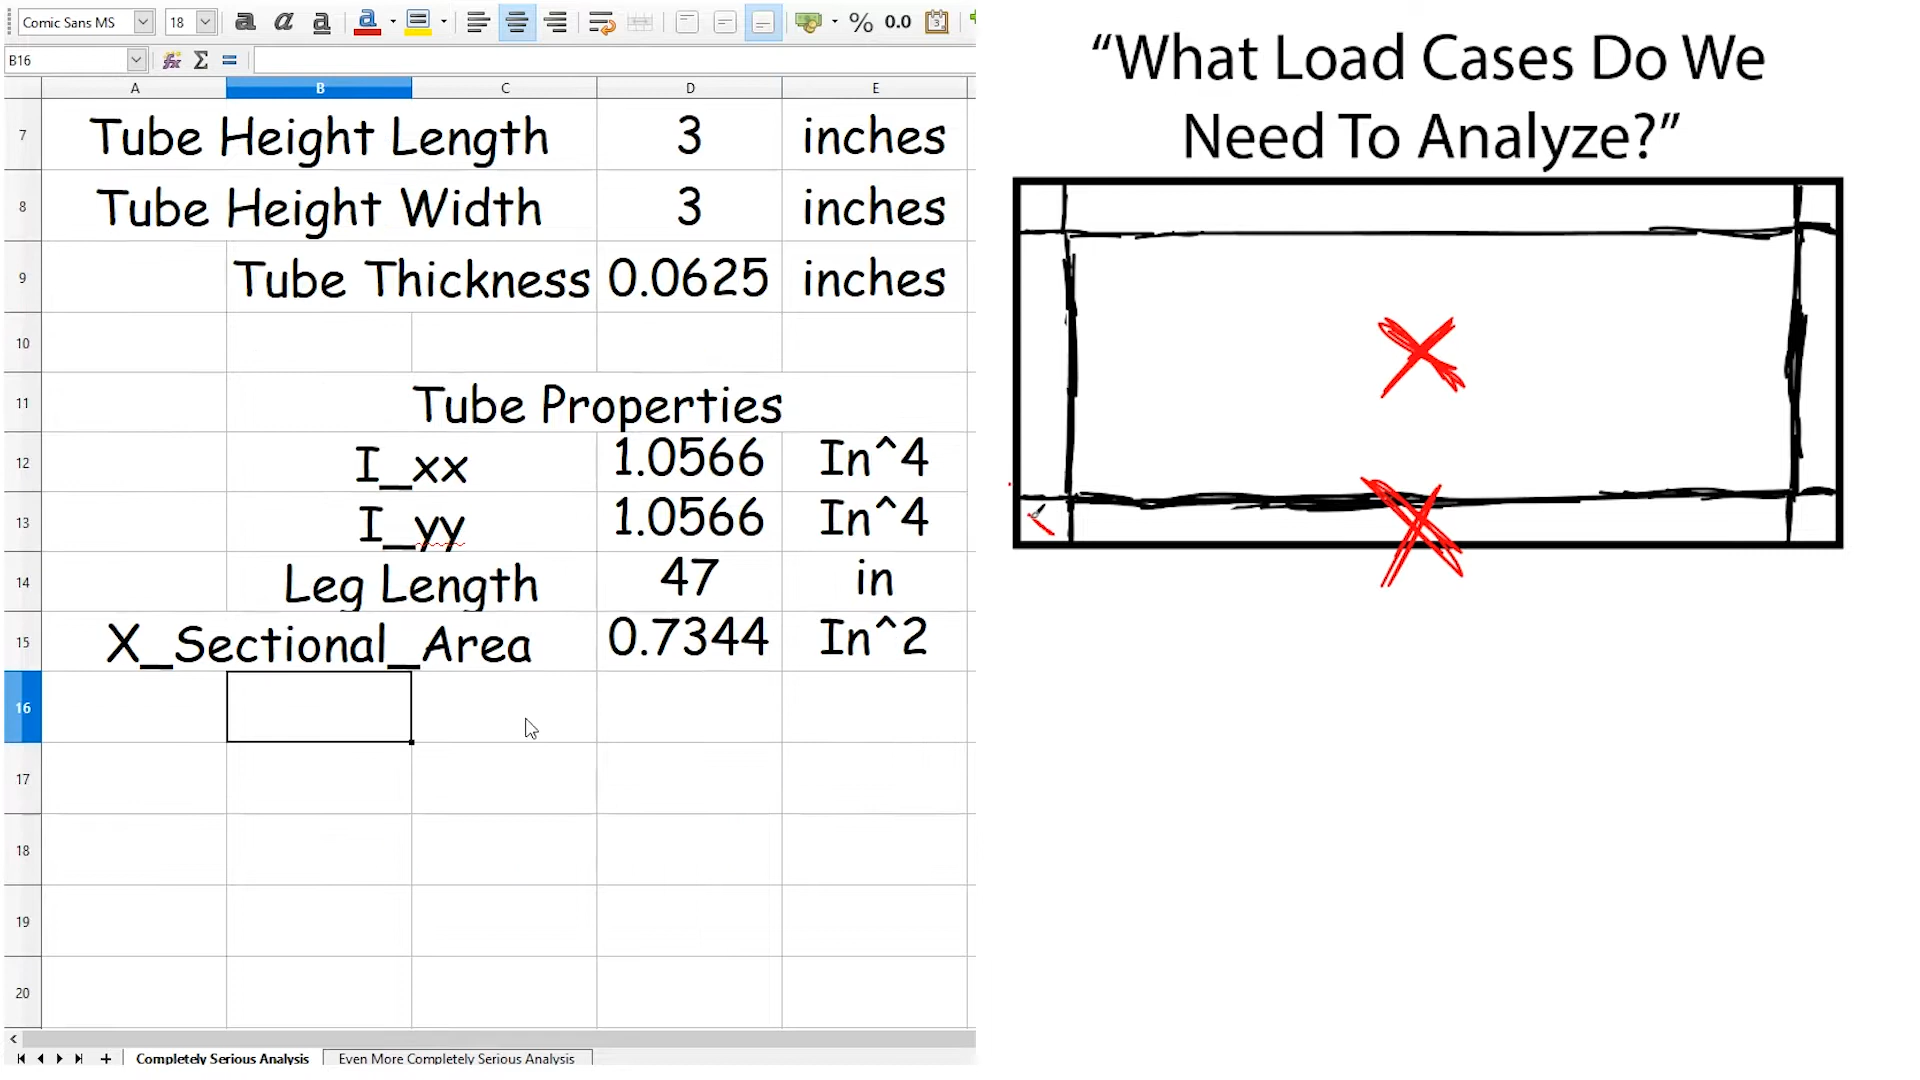 Comic Sans MS 18 a a a a % 0.0
B16 fx Σ =
A B C D E
7 Tube Height Length 3 inches
8 Tube Height Width 3 inches
9 Tube Thickness 0.0625 inches
10
11 Tube Properties
12 I_xx 1.0566 In^4
13 I_yy 1.0566 In^4
14 Leg Length 47 in
15 X_Sectional_Area 0.7344 In^2
16
17
18
19
20
Completely Serious Analysis Even More Completely Serious Analysis
“What Load Cases Do We
Need To Analyze?”